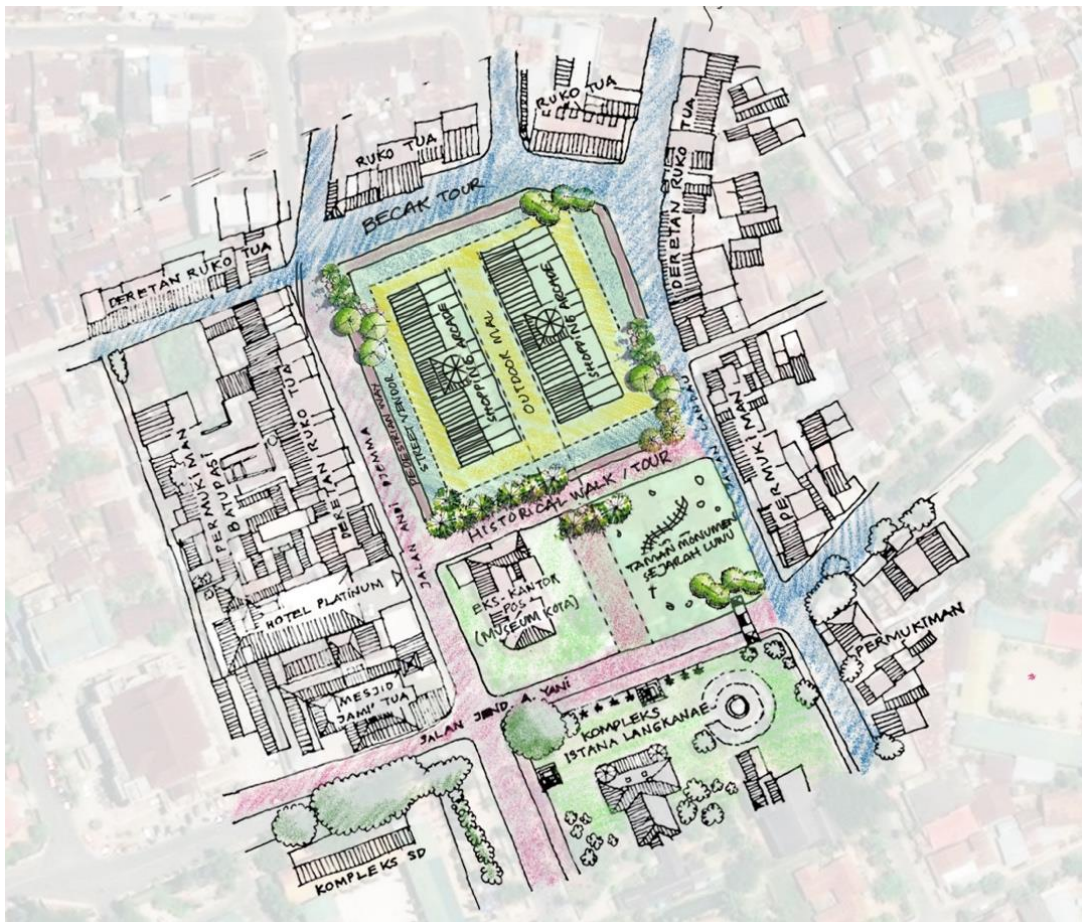 RUKO TUA
RUKO TUA
BECAK TOUR
DERETAN RUKO TUA
DERETAN RUKO TUA
SHOPPING ARCADE
OUTDOOR MAL
SHOPPING ARCADE
STREET VENDOR
PEDESTRIAN WAY
JALAN ANDI DJEMMA
PERMUKIMAN
BATUPASI
DERETAN RUKO TUA
HISTORICAL WALK / TOUR
PERMUKIMAN
TAMAN MONUMEN
SEJARAH LUWU
EKS-KANTOR
POS
(MUSEUM KOTA)
HOTEL PLATINUM
PERMUKIMAN
MESJID
JAMI' TUA
JALAN JEND A. YANI
KOMPLEKS
ISTANA LANGKANAE
KOMPLEKS SD